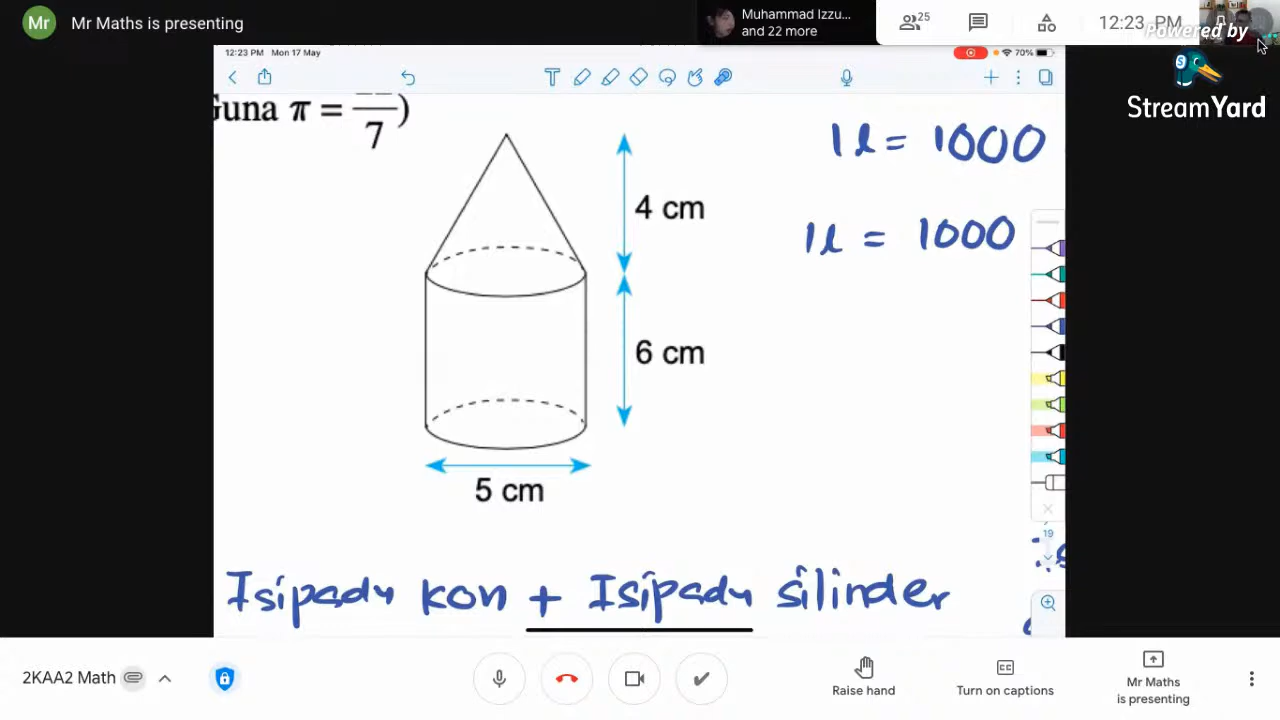 Mr
Mr Maths is presenting
Muhammad Izzu...
and 22 more
25
12:23 PM
Powered by
StreamYard
12:23 PM Mon 17 May
70%
Guna π =
7)
4 cm
6 cm
5 cm
1l = 1000
1l = 1000
19
Isipadu kon + Isipadu silinder
2KAA2 Math
Raise hand
Turn on captions
Mr Maths
is presenting